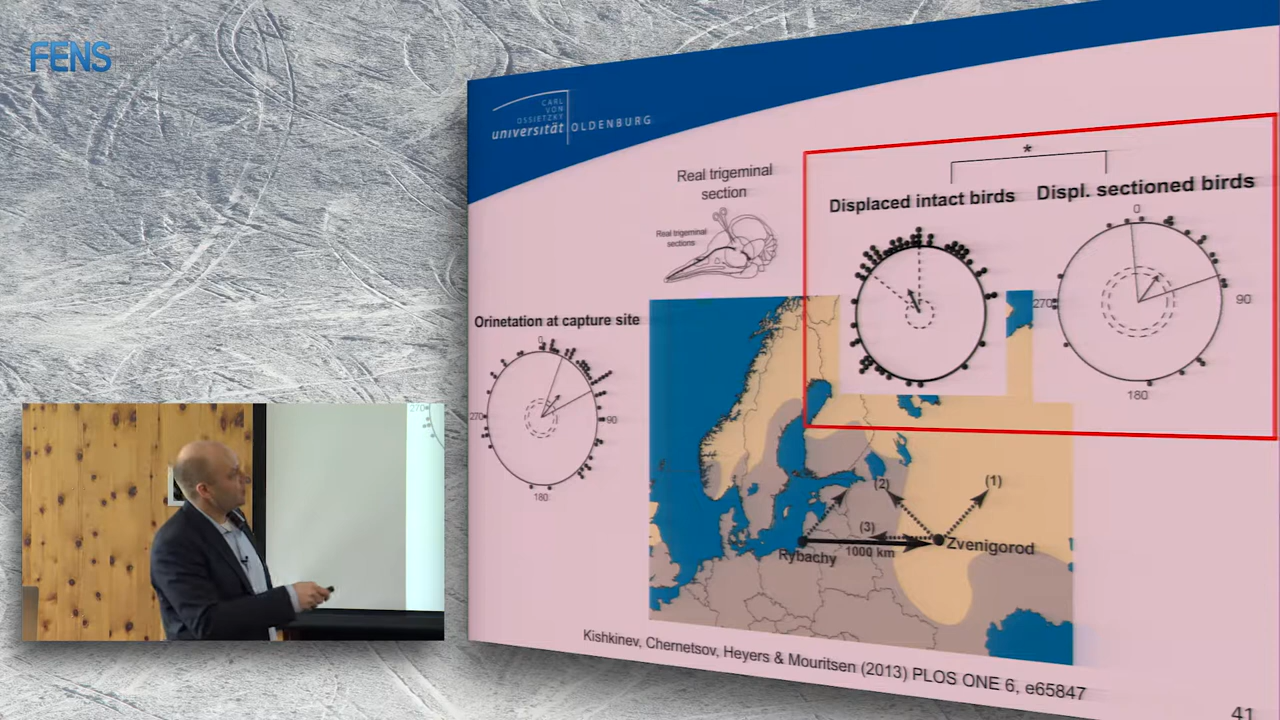 FENS
CARL
VON
OSSIETZKY
universität OLDENBURG
Real trigeminal
section
Real trigeminal
sections
*
Displaced intact birds
Displ. sectioned birds
0
270
90
180
Orinetation at capture site
0
270
90
180
(1)
(2)
(3)
1000 km
Rybachy
Zvenigorod
Kishkinev, Chernetsov, Heyers & Mouritsen (2013) PLOS ONE 6, e65847
41
270